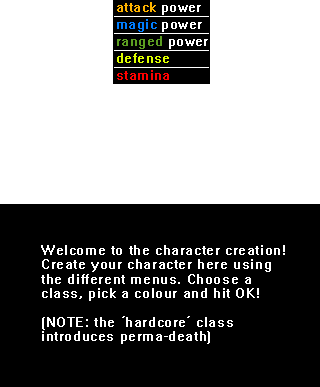 attack power
magic power
ranged power
defense
stamina
Welcome to the character creation!
Create your character here using
the different menus. Choose a
class, pick a colour and hit OK!
(NOTE: the ´hardcore´ class
introduces perma-death)